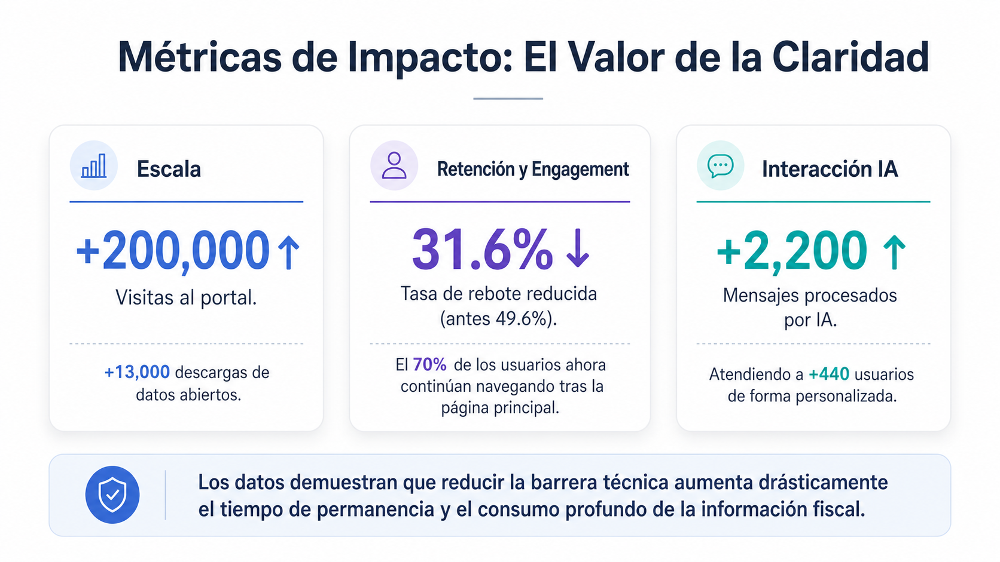 Métricas de Impacto: El Valor de la Claridad
Escala
+200,000↑
Visitas al portal.
+13,000 descargas de
datos abiertos.
Retención y Engagement
31.6%↓
Tasa de rebote reducida
(antes 49.6%).
El 70% de los usuarios ahora
continúan navegando tras la
página principal.
Interacción IA
+2,200 ↑
Mensajes procesados
por IA.
Atendiendo a +440 usuarios
de forma personalizada.
Los datos demuestran que reducir la barrera técnica aumenta drásticamente
el tiempo de permanencia y el consumo profundo de la información fiscal.